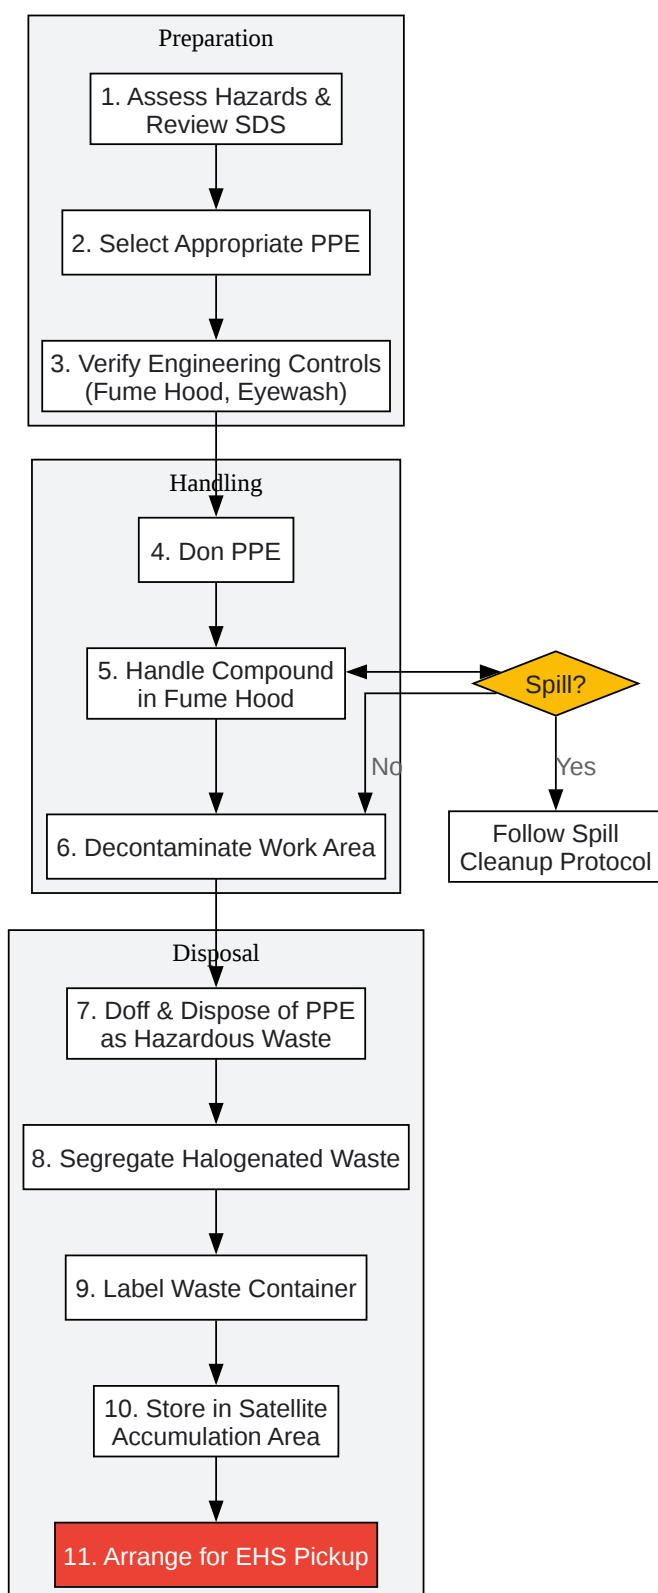 Preparation
1. Assess Hazards &
Review SDS
2. Select Appropriate PPE
3. Verify Engineering Controls
(Fume Hood, Eyewash)
Handling
4. Don PPE
5. Handle Compound
in Fume Hood
Spill?
No
Yes
6. Decontaminate Work Area
Follow Spill
Cleanup Protocol
Disposal
7. Doff & Dispose of PPE
as Hazardous Waste
8. Segregate Halogenated Waste
9. Label Waste Container
10. Store in Satellite
Accumulation Area
11. Arrange for EHS Pickup